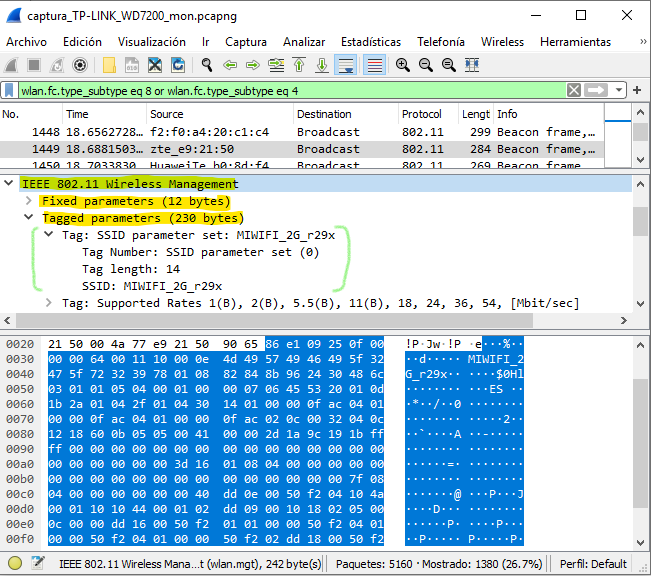 captura_TP-LINK_WD7200_mon.pcapng
Archivo Edición Visualización Ir Captura Analizar Estadísticas Telefonía Wireless Herramientas »
wlan.fc.type_subtype eq 8 or wlan.fc.type_subtype eq 4
No. Time Source Destination Protocol Lengt Info
1448 18.6562728… f2:f0:a4:20:c1:c4 Broadcast 802.11 299 Beacon frame,…
1449 18.6881503… zte_e9:21:50 Broadcast 802.11 284 Beacon frame,…
1450 18.7033830… HuaweiTe_b0:8d:f4 Broadcast 802.11 269 Beacon frame,…
IEEE 802.11 Wireless Management
Fixed parameters (12 bytes)
Tagged parameters (230 bytes)
Tag: SSID parameter set: MIWIFI_2G_r29x
Tag Number: SSID parameter set (0)
Tag length: 14
SSID: MIWIFI_2G_r29x
Tag: Supported Rates 1(B), 2(B), 5.5(B), 11(B), 18, 24, 36, 54, [Mbit/sec]
0020 21 50 00 4a 77 e9 21 50 90 65 86 e1 09 25 0f 00 !P·Jw·!P ·e···%··
0030 00 00 64 00 11 10 00 0e 4d 49 57 49 46 49 5f 32 ··d····· MIWIFI_2
0040 47 5f 72 32 39 78 01 08 82 84 8b 96 24 30 48 6c G_r29x·· ····$0Hl
0050 03 01 01 05 04 00 01 00 00 07 06 45 53 20 01 0d ········ ···ES ··
0060 1b 2a 01 04 2f 01 04 30 14 01 00 00 0f ac 04 01 ·*··/··0 ········
0070 00 00 0f ac 04 01 00 00 0f ac 02 0c 00 32 04 0c ········ ·····2··
0080 12 18 60 0b 05 05 00 41 00 00 2d 1a 9c 19 1b ff ··`····A ··-·····
0090 ff 00 00 00 00 00 00 00 00 00 00 00 00 00 00 00 ········ ········
00a0 00 00 00 00 00 3d 16 01 08 04 00 00 00 00 00 00 ·····=·· ········
00b0 00 00 00 00 00 00 00 00 00 00 00 00 00 00 7f 08 ········ ········
00c0 04 00 00 00 00 00 00 40 dd 0e 00 50 f2 04 10 4a ·······@ ···P···J
00d0 00 01 10 10 44 00 01 02 dd 09 00 10 18 02 05 00 ····D··· ········
00e0 0c 00 00 dd 16 00 50 f2 01 01 00 00 50 f2 04 01 ······P· ····P···
00f0 00 00 50 f2 04 01 00 00 50 f2 02 dd 18 00 50 f2 ··P····· P·····P·
IEEE 802.11 Wireless Mana…t (wlan.mgt), 242 byte(s) Paquetes: 5160 · Mostrado: 1380 (26.7%) Perfil: Default